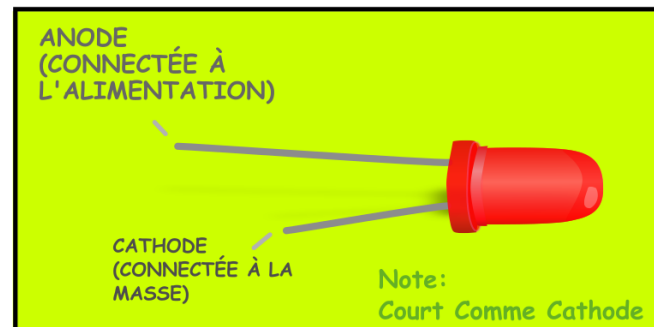 ANODE
(CONNECTÉE À
L'ALIMENTATION)
CATHODE
(CONNECTÉE À LA
MASSE)
Note:
Court Comme Cathode